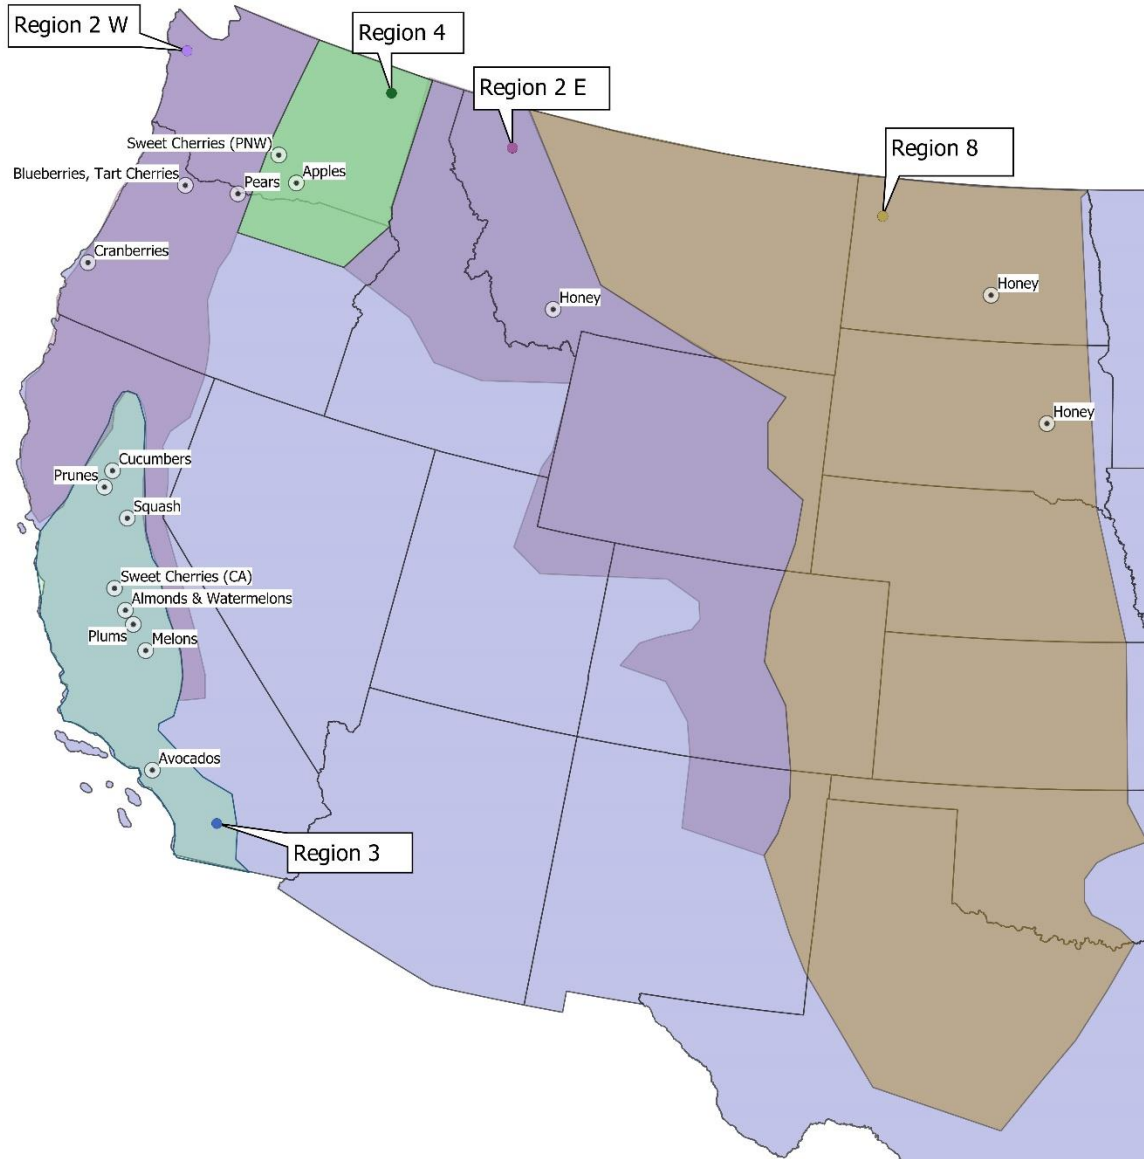 Region 2 W
Region 4
Region 2 E
Region 8
Sweet Cherries (PNW)
Blueberries, Tart Cherries
Pears
Apples
Cranberries
Honey
Honey
Honey
Cucumbers
Prunes
Squash
Sweet Cherries (CA)
Almonds & Watermelons
Plums
Melons
Avocados
Region 3